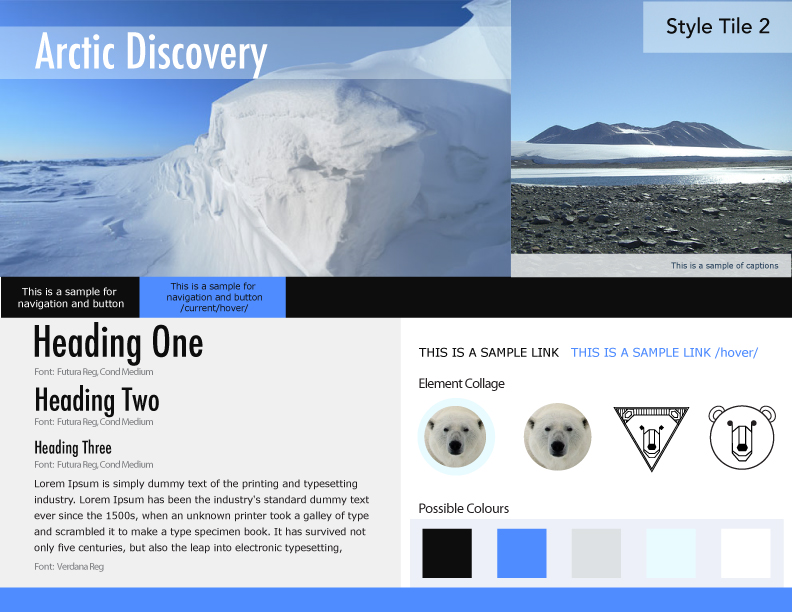 Arctic Discovery
Style Tile 2
This is a sample of captions
This is a sample for
navigation and button
This is a sample for
navigation and button
/current/hover/
Heading One
Font: Futura Reg, Cond Medium
Heading Two
Font: Futura Reg, Cond Medium
Heading Three
Font: Futura Reg, Cond Medium
Lorem Ipsum is simply dummy text of the printing and typesetting
industry. Lorem Ipsum has been the industry's standard dummy text
ever since the 1500s, when an unknown printer took a galley of type
and scrambled it to make a type specimen book. It has survived not
only five centuries, but also the leap into electronic typesetting,
Font: Verdana Reg
THIS IS A SAMPLE LINK THIS IS A SAMPLE LINK /hover/
Element Collage
Possible Colours